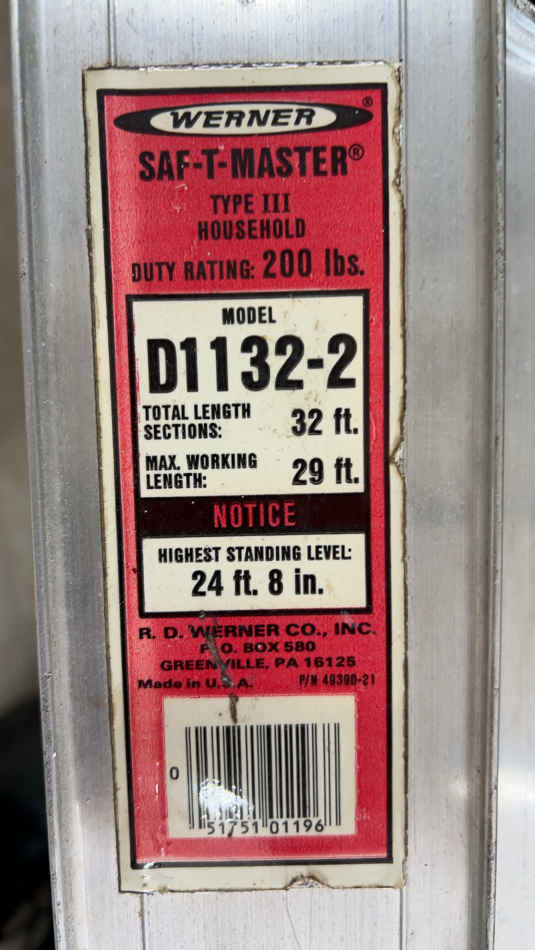 WERNER®
SAF-T-MASTER®
TYPE III
HOUSEHOLD
DUTY RATING: 200 lbs.
MODEL
D1132-2
TOTAL LENGTH
SECTIONS: 32 ft.
MAX. WORKING
LENGTH: 29 ft.
NOTICE
HIGHEST STANDING LEVEL:
24 ft. 8 in.
R. D. WERNER CO., INC.
P.O. BOX 580
GREENVILLE, PA 16125
Made in U.S.A. P/N 49390-21
0
51751 01196